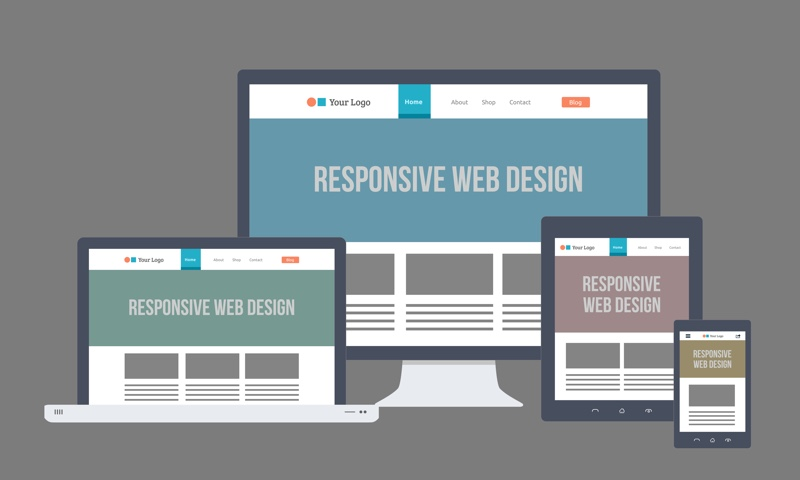 Your Logo Home About Shop Contact Blog
RESPONSIVE WEB DESIGN
Your Logo Home About Shop Contact Blog
RESPONSIVE WEB DESIGN
Your Logo Home About Shop Contact
RESPONSIVE
WEB DESIGN
Your Logo
RESPONSIVE
WEB DESIGN